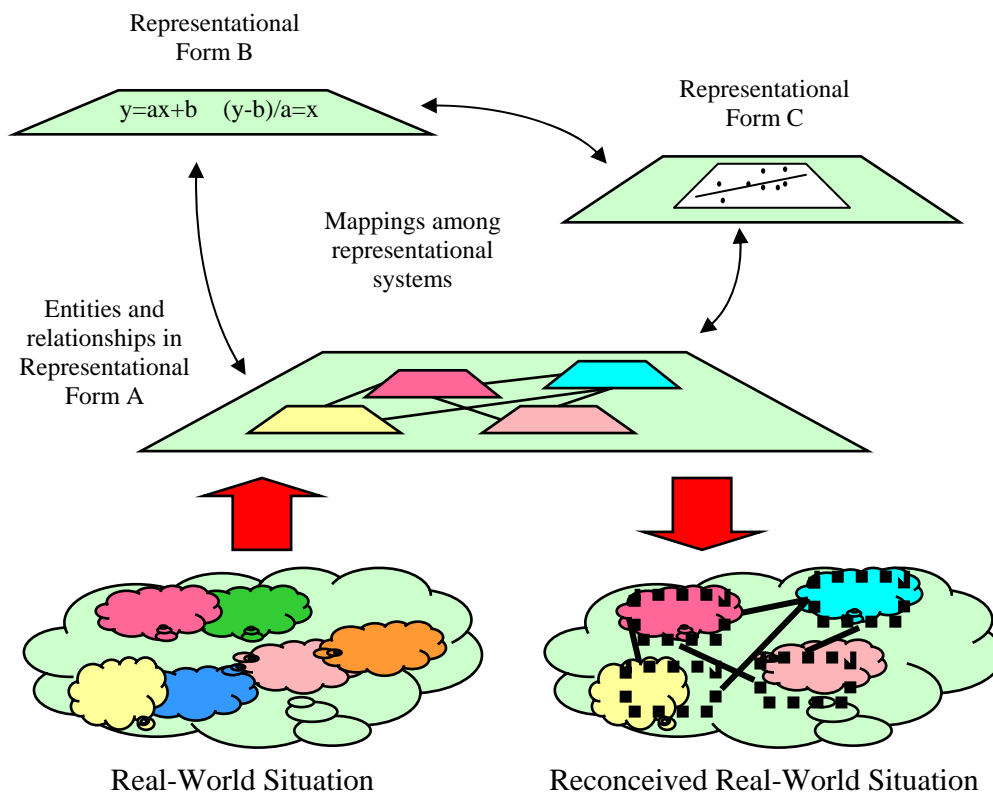 Representational
Form B
y=ax+b (y-b)/a=x
Representational
Form C
Mappings among
representational
systems
Entities and
relationships in
Representational
Form A
Real-World Situation
Reconceived Real-World Situation